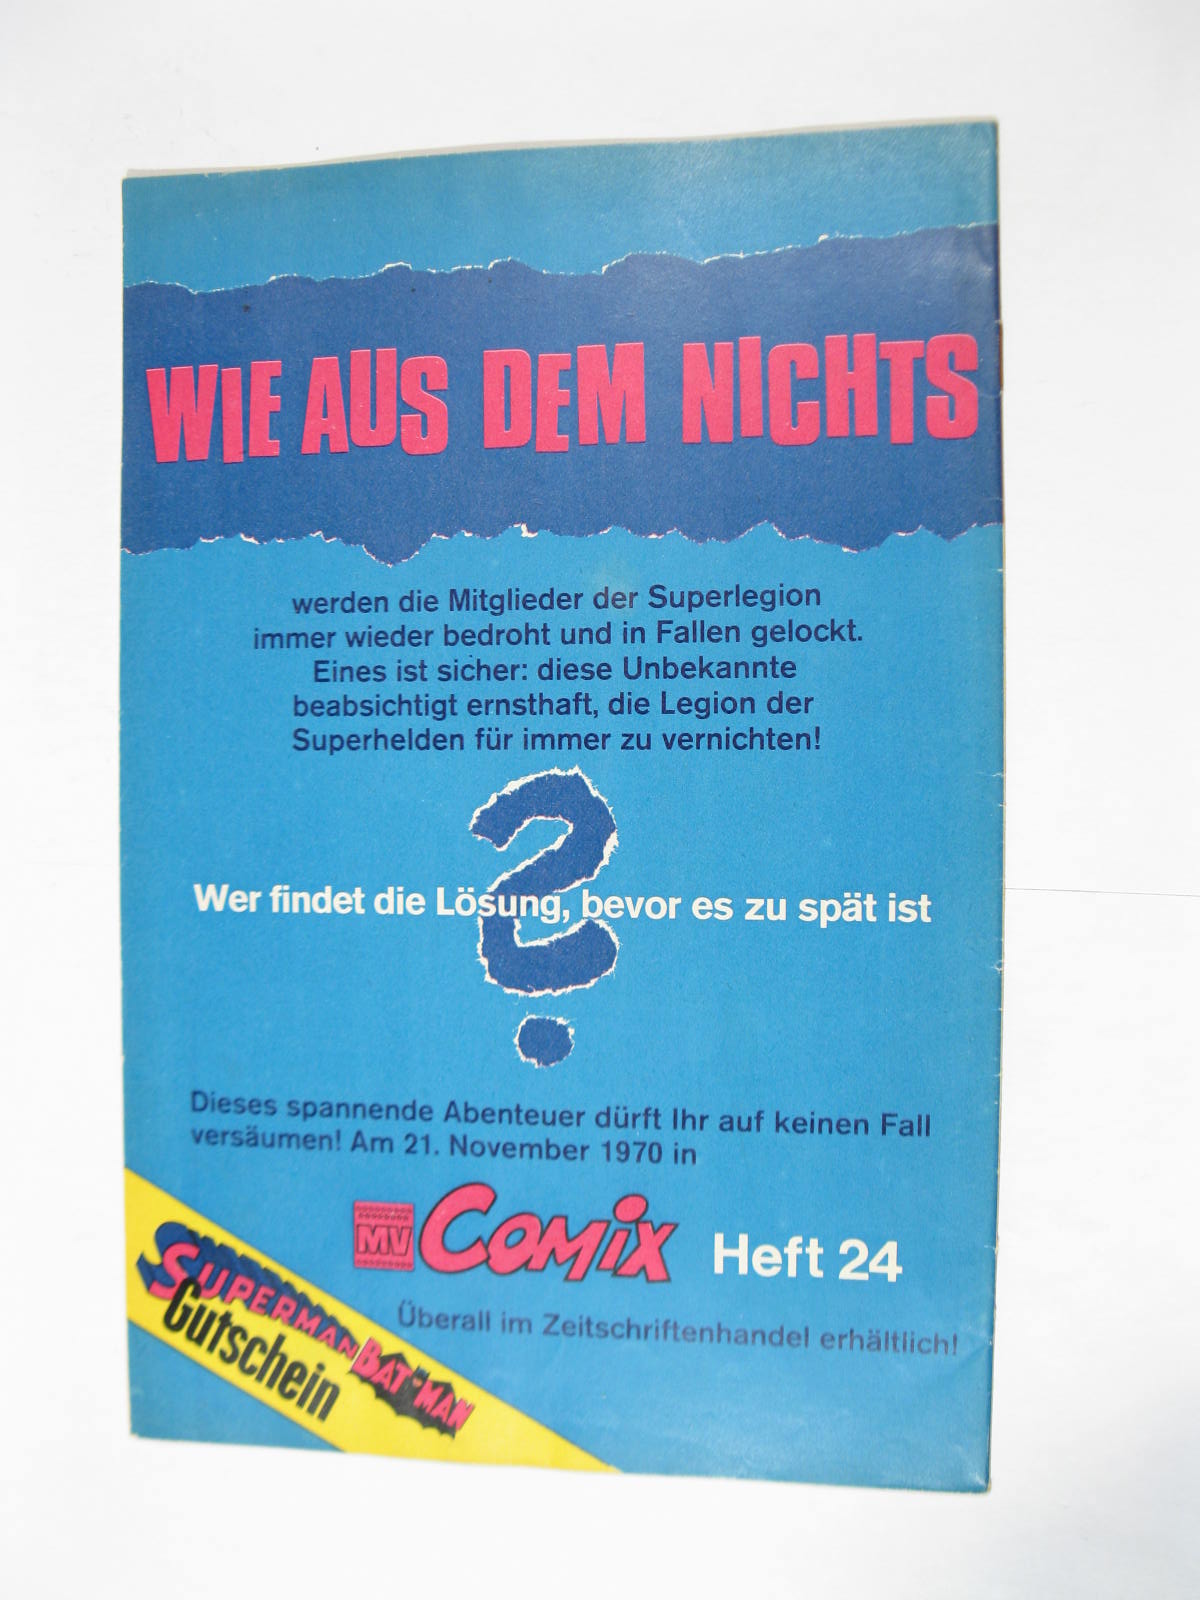 WIE AUS DEM NICHTS
werden die Mitglieder der Superlegion
immer wieder bedroht und in Fallen gelockt.
Eines ist sicher: diese Unbekannte
beabsichtigt ernsthaft, die Legion der
Superhelden für immer zu vernichten!
?
Wer findet die Lösung, bevor es zu spät ist
Dieses spannende Abenteuer dürft Ihr auf keinen Fall
versäumen! Am 21. November 1970 in
MV COMiX Heft 24
Überall im Zeitschriftenhandel erhältlich!
SUPERMAN BATMAN
Gutschein